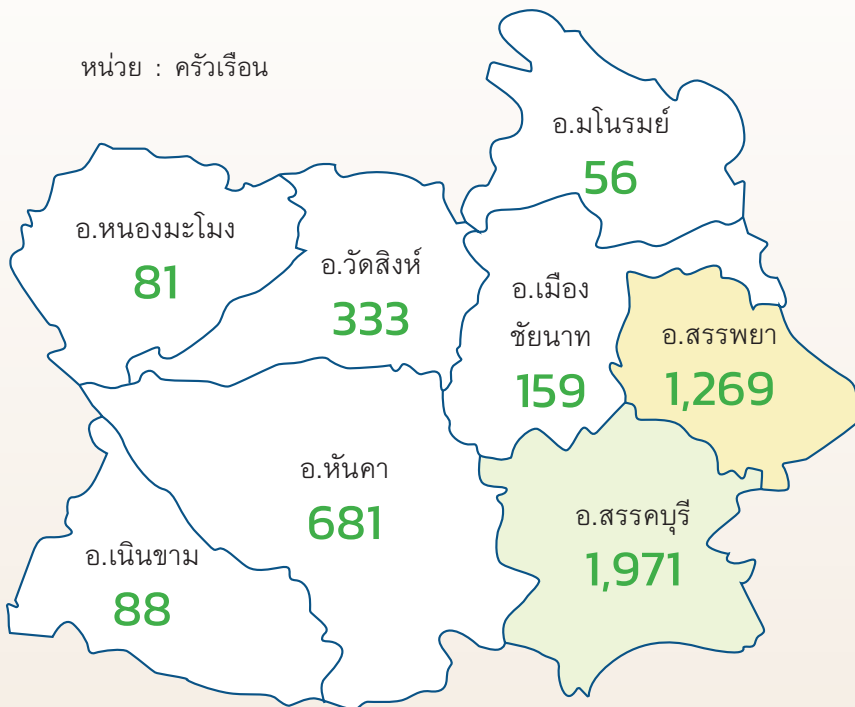 หน่วย : ครัวเรือน
อ.มโนรมย์
56
อ.หนองมะโมง
81
อ.วัดสิงห์
333
อ.เมือง
ชัยนาท
159
อ.สรรพยา
1,269
อ.หันคา
681
อ.สรรคบุรี
1,971
อ.เนินขาม
88